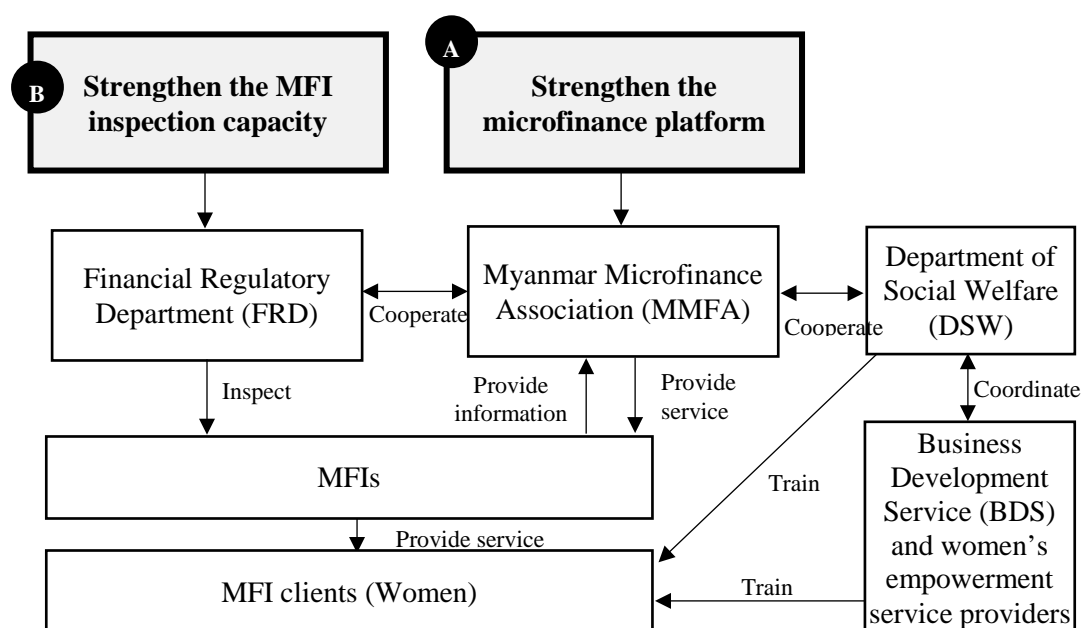 A
B
Strengthen the MFI
inspection capacity
Strengthen the
microfinance platform
Financial Regulatory
Department (FRD)
Cooperate
Myanmar Microfinance
Association (MMFA)
Cooperate
Department of
Social Welfare
(DSW)
Inspect
Provide
information
Provide
service
Coordinate
MFIs
Train
Business
Development
Service (BDS)
and women’s
empowerment
service providers
Provide service
MFI clients (Women)
Train